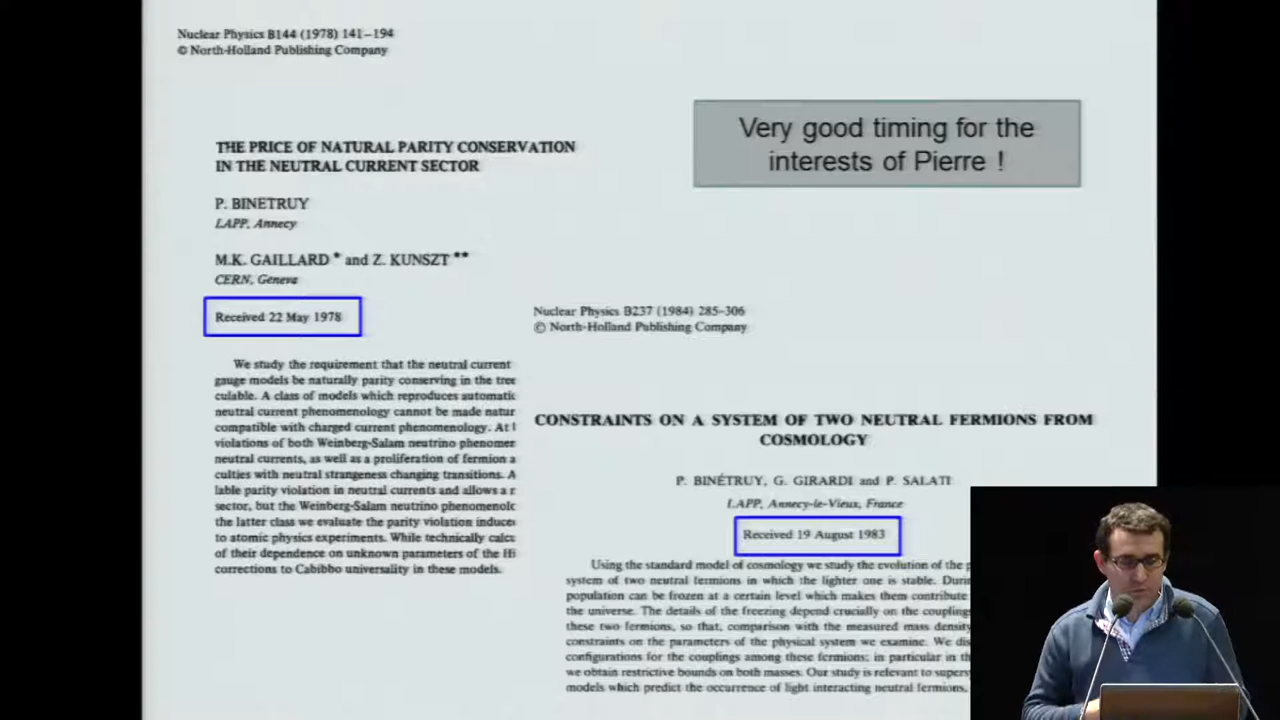 Nuclear Physics B144 (1978) 141–194
© North-Holland Publishing Company
THE PRICE OF NATURAL PARITY CONSERVATION
IN THE NEUTRAL CURRENT SECTOR
P. BINETRUY
LAPP, Annecy
M.K. GAILLARD * and Z. KUNSZT **
CERN, Geneva
Received 22 May 1978
We study the requirement that the neutral current
gauge models be naturally parity conserving in the tree
culable. A class of models which reproduces automatic
neutral current phenomenology cannot be made natur
compatible with charged current phenomenology. At l
violations of both Weinberg-Salam neutrino phenomen
neutral currents, as well as a proliferation of fermion a
culties with neutral strangeness changing transitions. A
lable parity violation in neutral currents and allows a r
sector, but the Weinberg-Salam neutrino phenomenolo
the latter class we evaluate the parity violation induced
to atomic physics experiments. While technically calcu
of their dependence on unknown parameters of the Hi
corrections to Cabibbo universality in these models.
Very good timing for the
interests of Pierre !
Nuclear Physics B237 (1984) 285–306
© North-Holland Publishing Company
CONSTRAINTS ON A SYSTEM OF TWO NEUTRAL FERMIONS FROM
COSMOLOGY
P. BINÉTRUY, G. GIRARDI and P. SALATI
LAPP, Annecy-le-Vieux, France
Received 19 August 1983
Using the standard model of cosmology we study the evolution of the p
system of two neutral fermions in which the lighter one is stable. Durin
population can be frozen at a certain level which makes them contribute
the universe. The details of the freezing depend crucially on the couplings
these two fermions, so that, comparison with the measured mass density
constraints on the parameters of the physical system we examine. We dis
configurations for the couplings among these fermions; in particular in th
we obtain restrictive bounds on both masses. Our study is relevant to supers
models which predict the occurrence of light interacting neutral fermions.